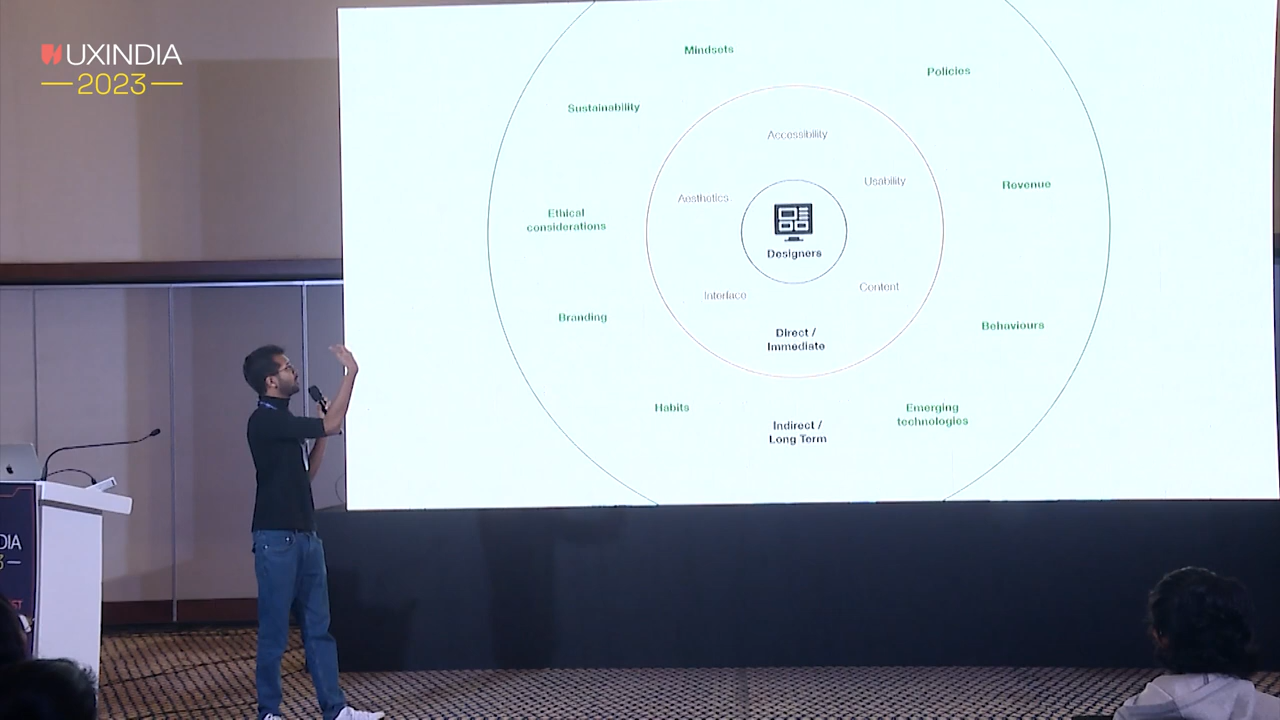 UXINDIA
2023
Mindsets
Policies
Sustainability
Accessibility
Usability
Aesthetics
Revenue
Ethical
considerations
Designers
Interface
Content
Branding
Direct /
Immediate
Behaviours
Habits
Indirect /
Long Term
Emerging
technologies
DIA